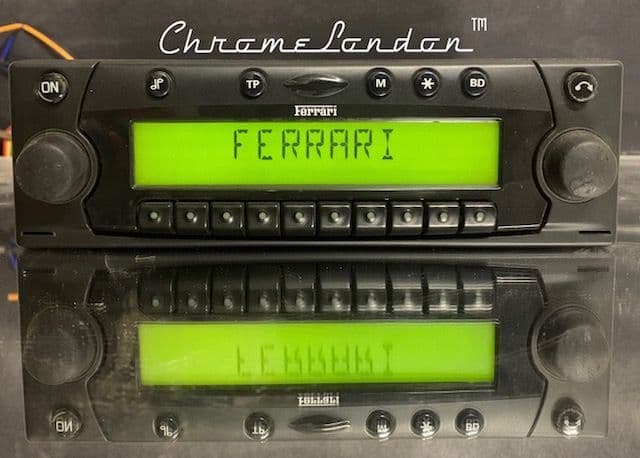 ChromeLondon™
ON TP M * BD
Ferrari
FERRARI